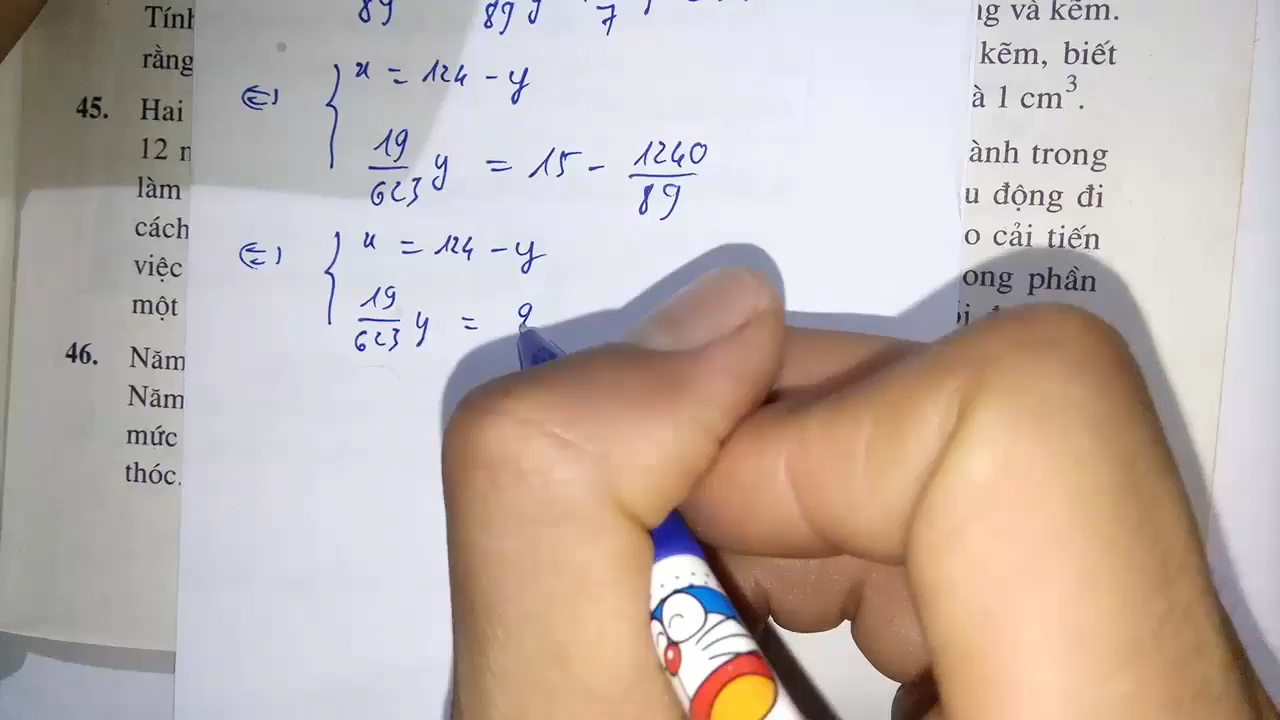 Tính
rằng
45. Hai
12 n
làm
cách
việc
một
46. Năm
Năm
mức
thóc.
89 89 y 7
⇔ { x = 124 - y
19/623 y = 15 - 1240/89
⇔ { x = 124 - y
19/623 y = 9
ng và kẽm.
kẽm, biết
à 1 cm³.
ành trong
u động đi
o cải tiến
ong phần